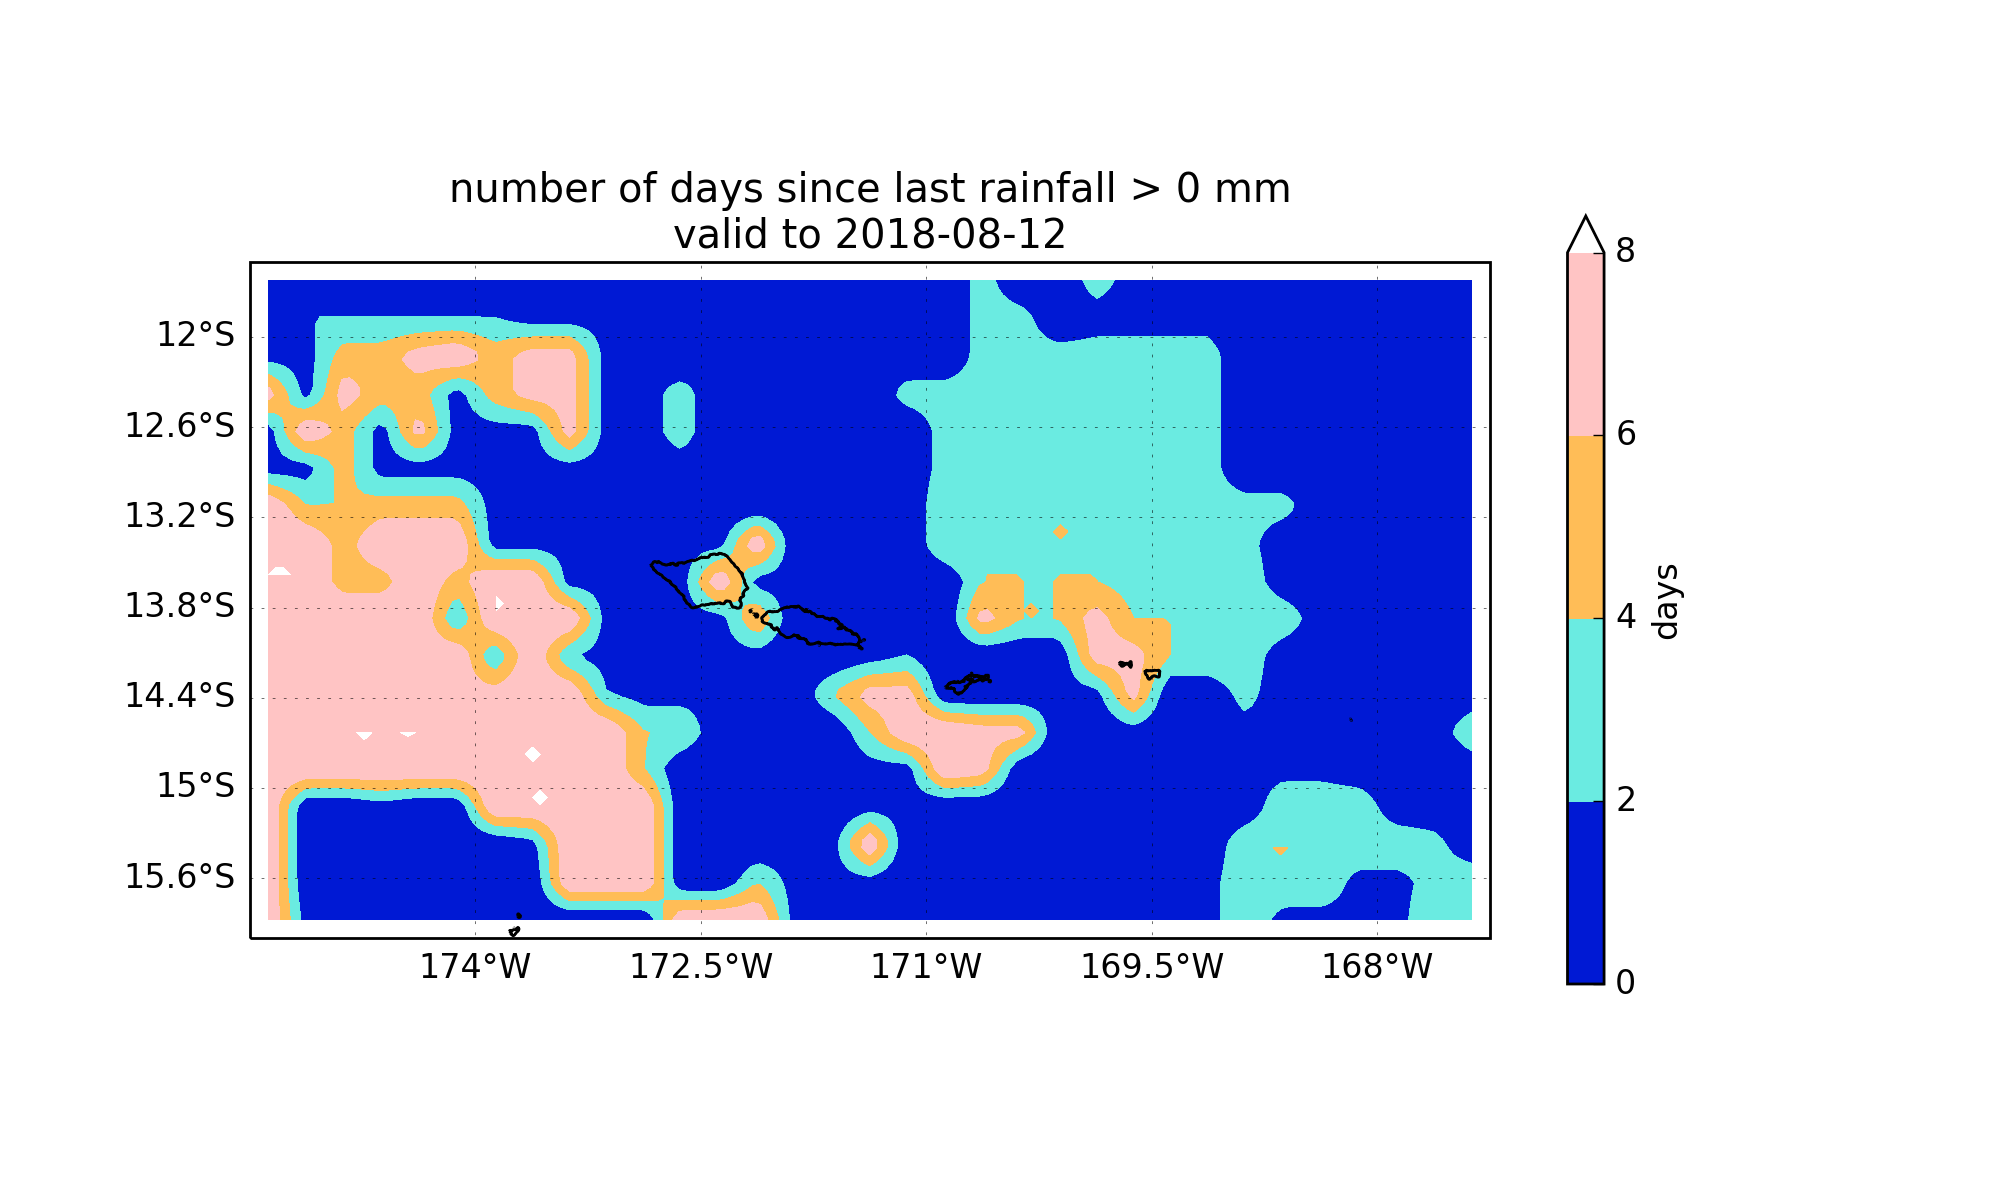 number of days since last rainfall > 0 mm
valid to 2018-08-12
12°S
12.6°S
13.2°S
13.8°S
14.4°S
15°S
15.6°S
174°W
172.5°W
171°W
169.5°W
168°W
8
6
4
2
0
days